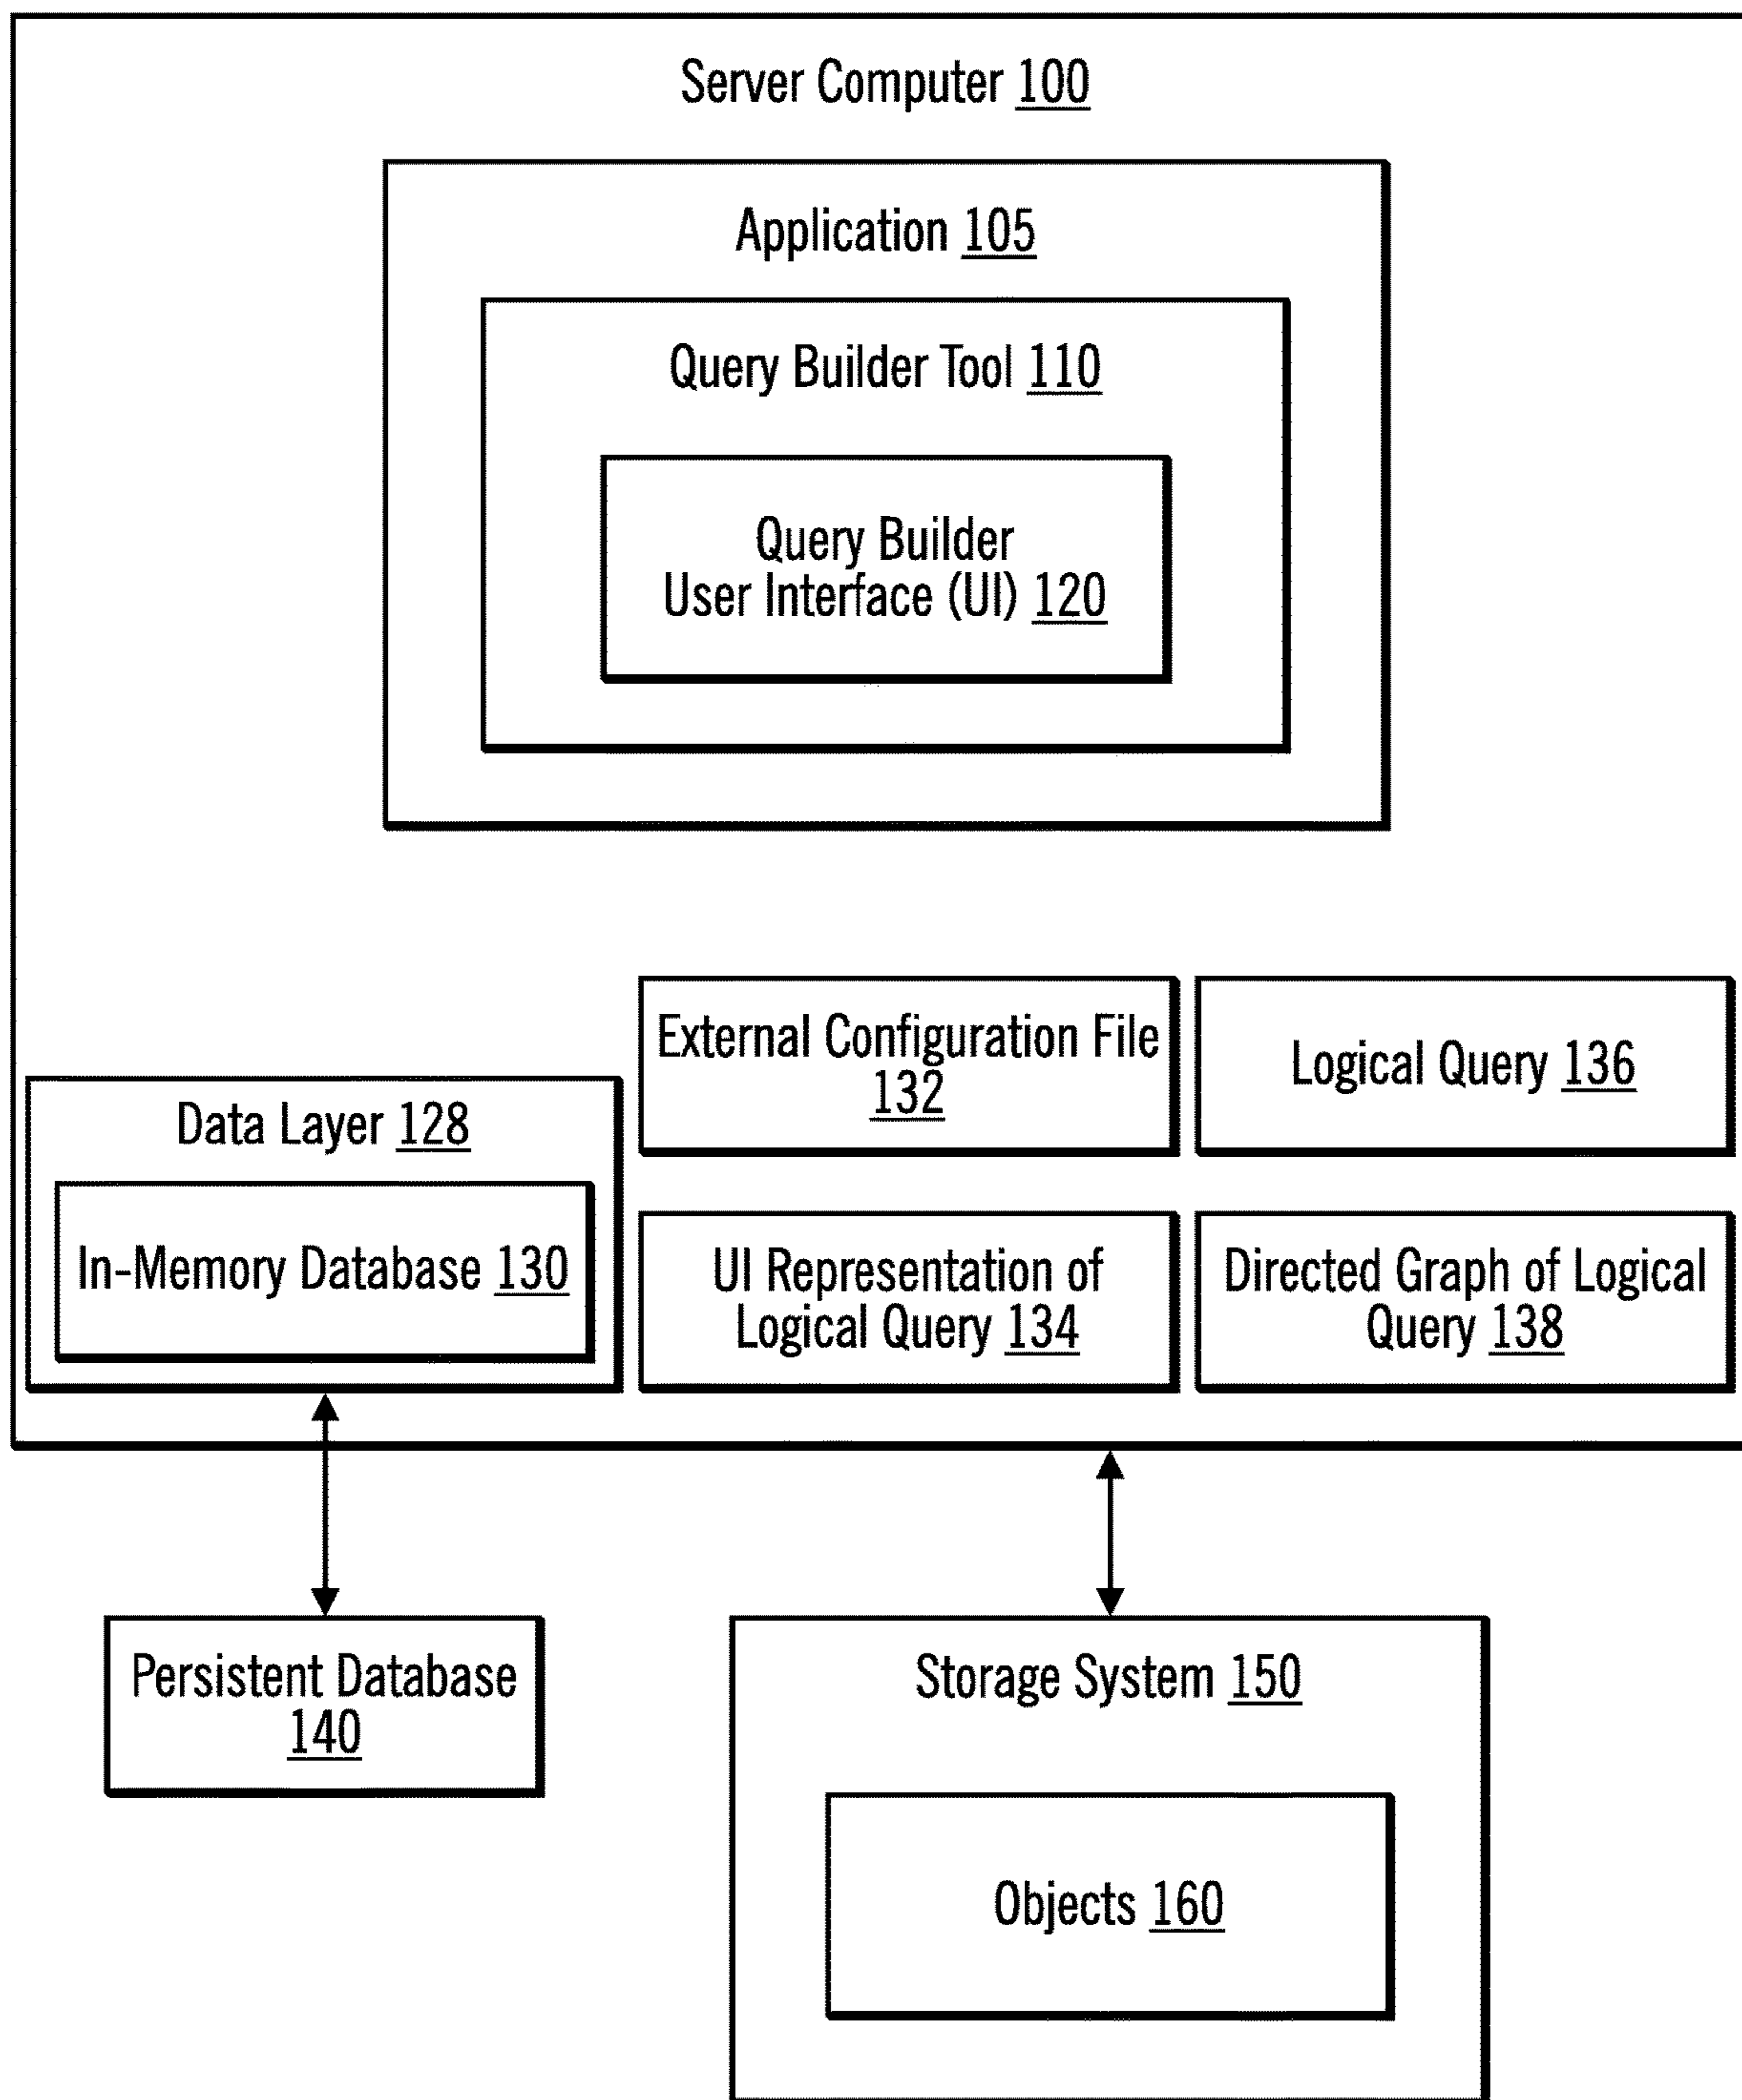 Server Computer 100
Application 105
Query Builder Tool 110
Query Builder
User Interface (UI) 120
External Configuration File
132
Logical Query 136
Data Layer 128
In-Memory Database 130
UI Representation of
Logical Query 134
Directed Graph of Logical
Query 138
Persistent Database
140
Storage System 150
Objects 160